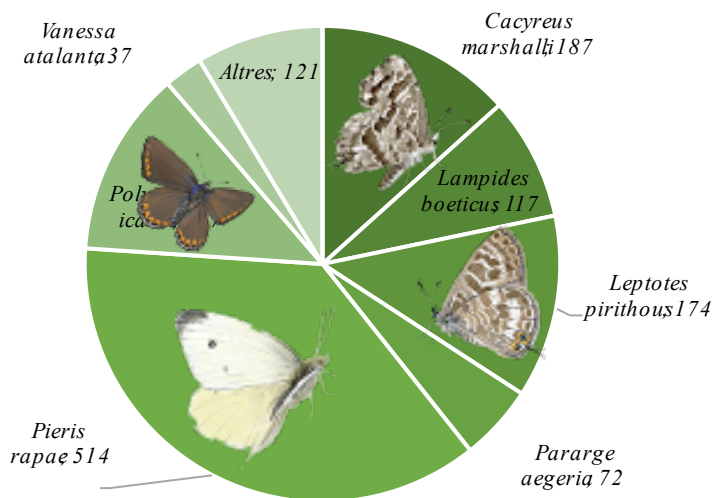 Vanessa
atalanta; 37
Altres; 121
Cacyreus
marshalli; 187
Lampides
boeticus; 117
Leptotes
pirithous; 174
Pararge
aegeria; 72
Pieris
rapae; 514